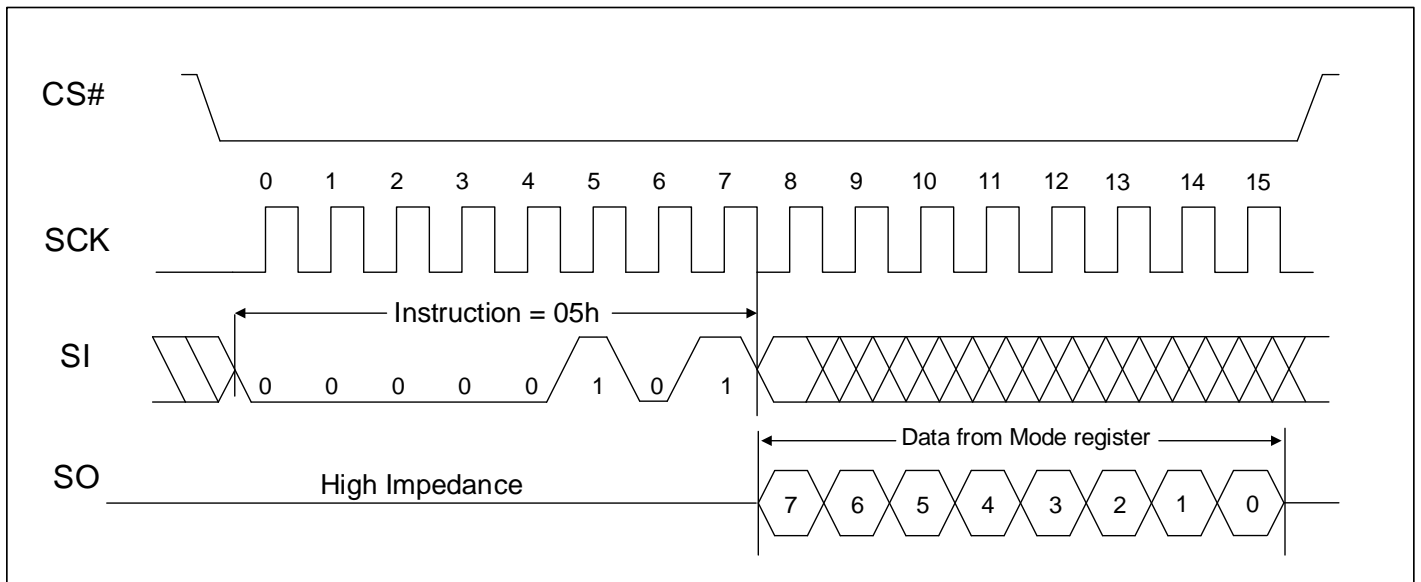 CS#
0 1 2 3 4 5 6 7 8 9 10 11 12 13 14 15
SCK
Instruction = 05h
SI
0 0 0 0 0 1 0 1
Data from Mode register
SO
High Impedance
7 6 5 4 3 2 1 0